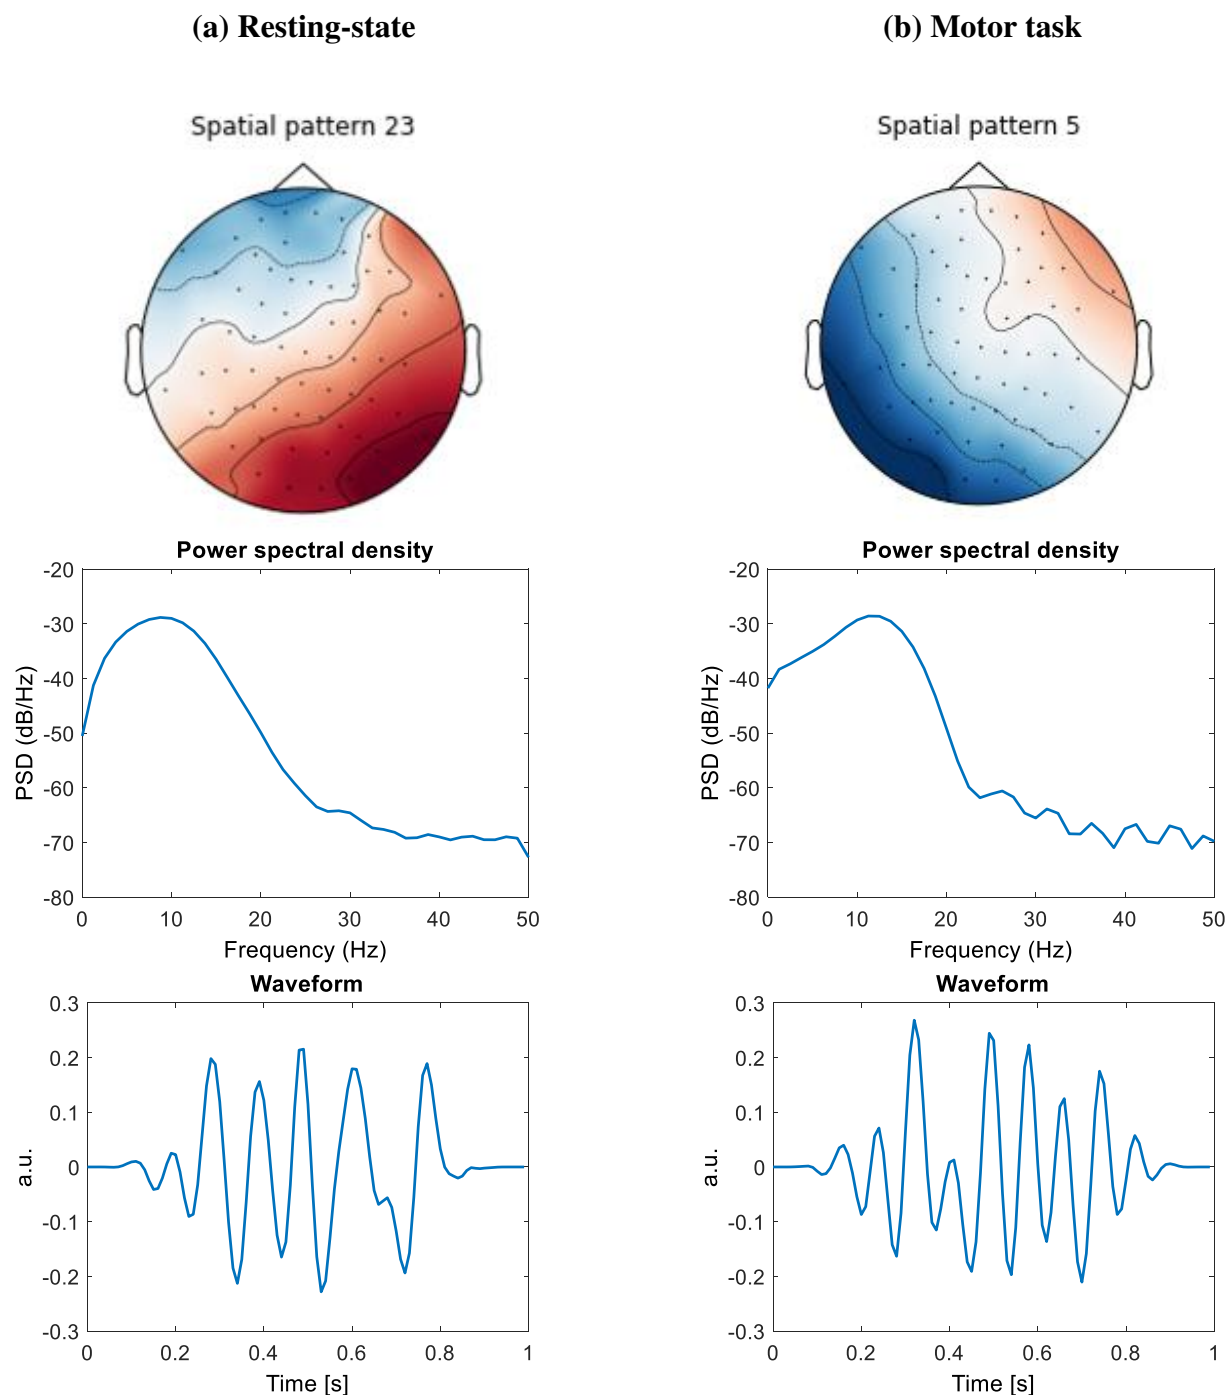 (a) Resting-state
(b) Motor task
Spatial pattern 23
Spatial pattern 5
Power spectral density
-20
-30
-40
-50
-60
-70
-80
PSD (dB/Hz)
0 10 20 30 40 50
Frequency (Hz)
Power spectral density
-20
-30
-40
-50
-60
-70
-80
PSD (dB/Hz)
0 10 20 30 40 50
Frequency (Hz)
Waveform
0.3
0.2
0.1
0
-0.1
-0.2
-0.3
a.u.
0 0.2 0.4 0.6 0.8 1
Time [s]
Waveform
0.3
0.2
0.1
0
-0.1
-0.2
-0.3
a.u.
0 0.2 0.4 0.6 0.8 1
Time [s]